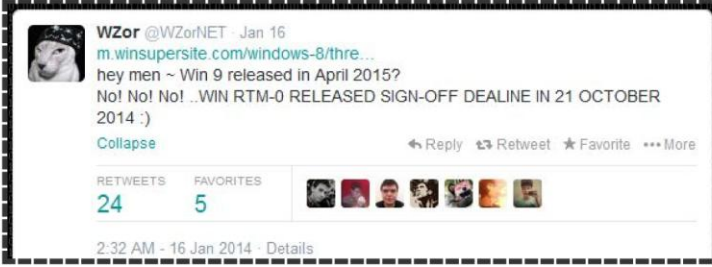 WZor @WZorNET · Jan 16
m.winsupersite.com/windows-8/thre...
hey men ~ Win 9 released in April 2015?
No! No! No! ..WIN RTM-0 RELEASED SIGN-OFF DEALINE IN 21 OCTOBER
2014 :)
Collapse Reply Retweet Favorite More
RETWEETS FAVORITES
24 5
2:32 AM - 16 Jan 2014 · Details